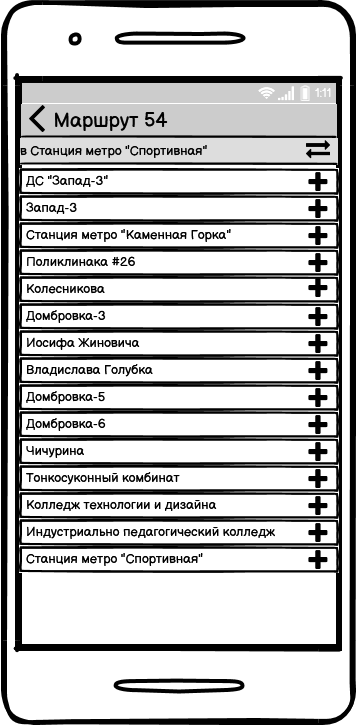 1:11
Маршрут 54
в Станция метро "Спортивная"
ДС "Запад-3"
Запад-3
Станция метро "Каменная Горка"
Поликлинака #26
Колесникова
Домбровка-3
Иосифа Жиновича
Владислава Голубка
Домбровка-5
Домбровка-6
Чичурина
Тонкосуконный комбинат
Колледж технологии и дизайна
Индустриально педагогический колледж
Станция метро "Спортивная"